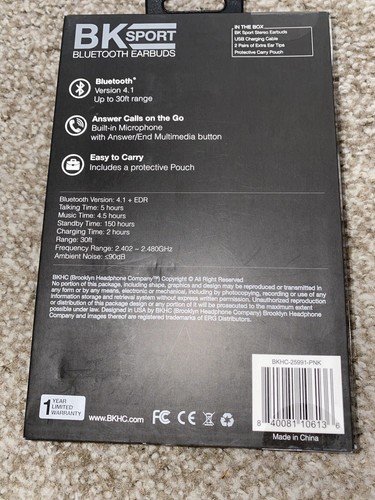 BK SPORT
BLUETOOTH EARBUDS
IN THE BOX
BK Sport Stereo Earbuds
USB Charging Cable
3 Pairs of Extra Ear Tips
Protective Carry Pouch
Bluetooth®
Version 4.1
Up to 30ft range
Answer Calls on the Go
Built-in Microphone
with Answer/End Multimedia button
Easy to Carry
Includes a protective Pouch
Bluetooth Version: 4.1 + EDR
Talking Time: 5 hours
Music Time: 4.5 hours
Standby Time: 150 hours
Charging Time: 2 hours
Range: 30ft
Frequency Range: 2.402 ~ 2.480GHz
Ambient Noise: ≤90dB
BKHC (Brooklyn Headphone Company®) Copyright © All Right Reserved
No portion of this package, including shape, graphics and design may be reproduced or transmitted in
any form or by any means, electronic or mechanical, including by photocopying, recording or use of any
information storage and retrieval system without express written permission. Unauthorized reproduction
or distribution of this package, design or any portion of it will be prosecuted to the maximum extent
possible under law. Designed in USA by BKHC (Brooklyn Headphone Company) (Brooklyn Headphone
Company and images thereof are registered trademarks of ERG Distributors.
BKHC-25991-PNK
8 40081 10613 6
Made in China
1 YEAR
LIMITED
WARRANTY
www.BKHC.com
FC CE